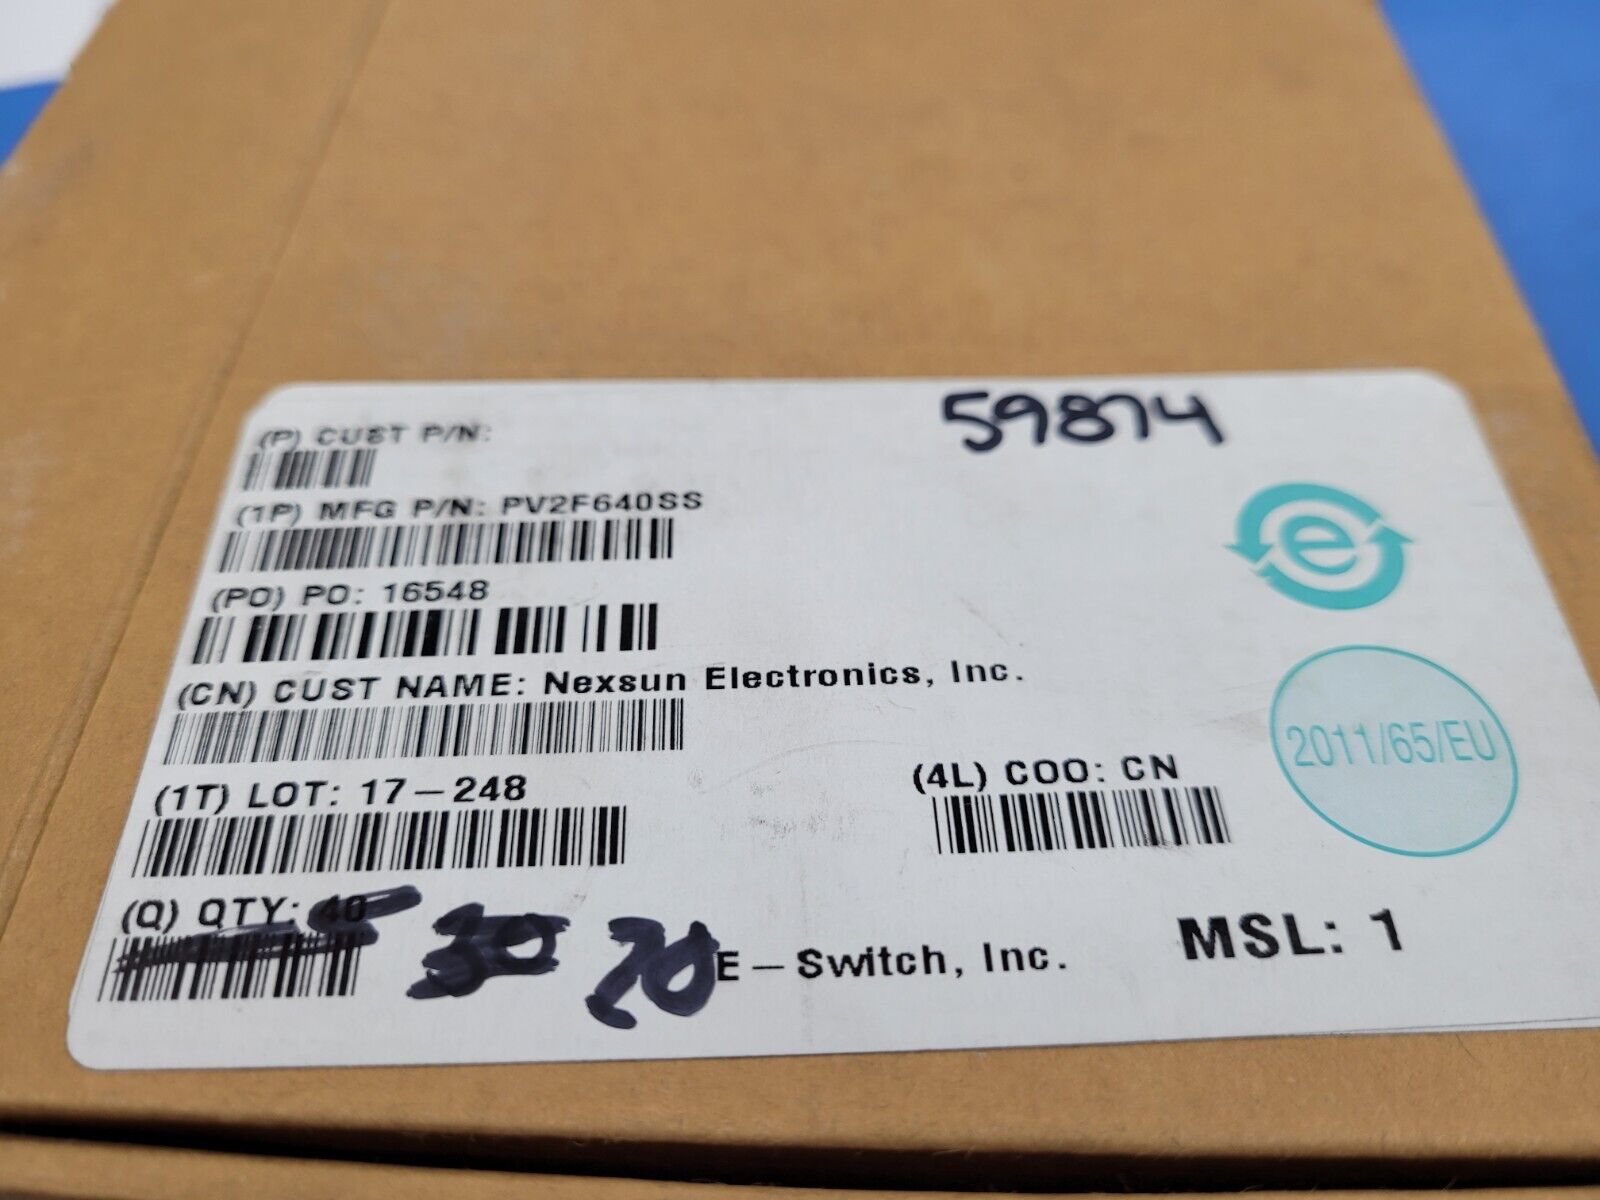 59874
(P) CUST P/N:
(1P) MFG P/N: PV2F640SS
e
(PO) PO: 16548
(CN) CUST NAME: Nexsun Electronics, Inc.
2011/65/EU
(1T) LOT: 17-248
(4L) COO: CN
(Q) QTY: 40
30 20
E-Switch, Inc.
MSL: 1